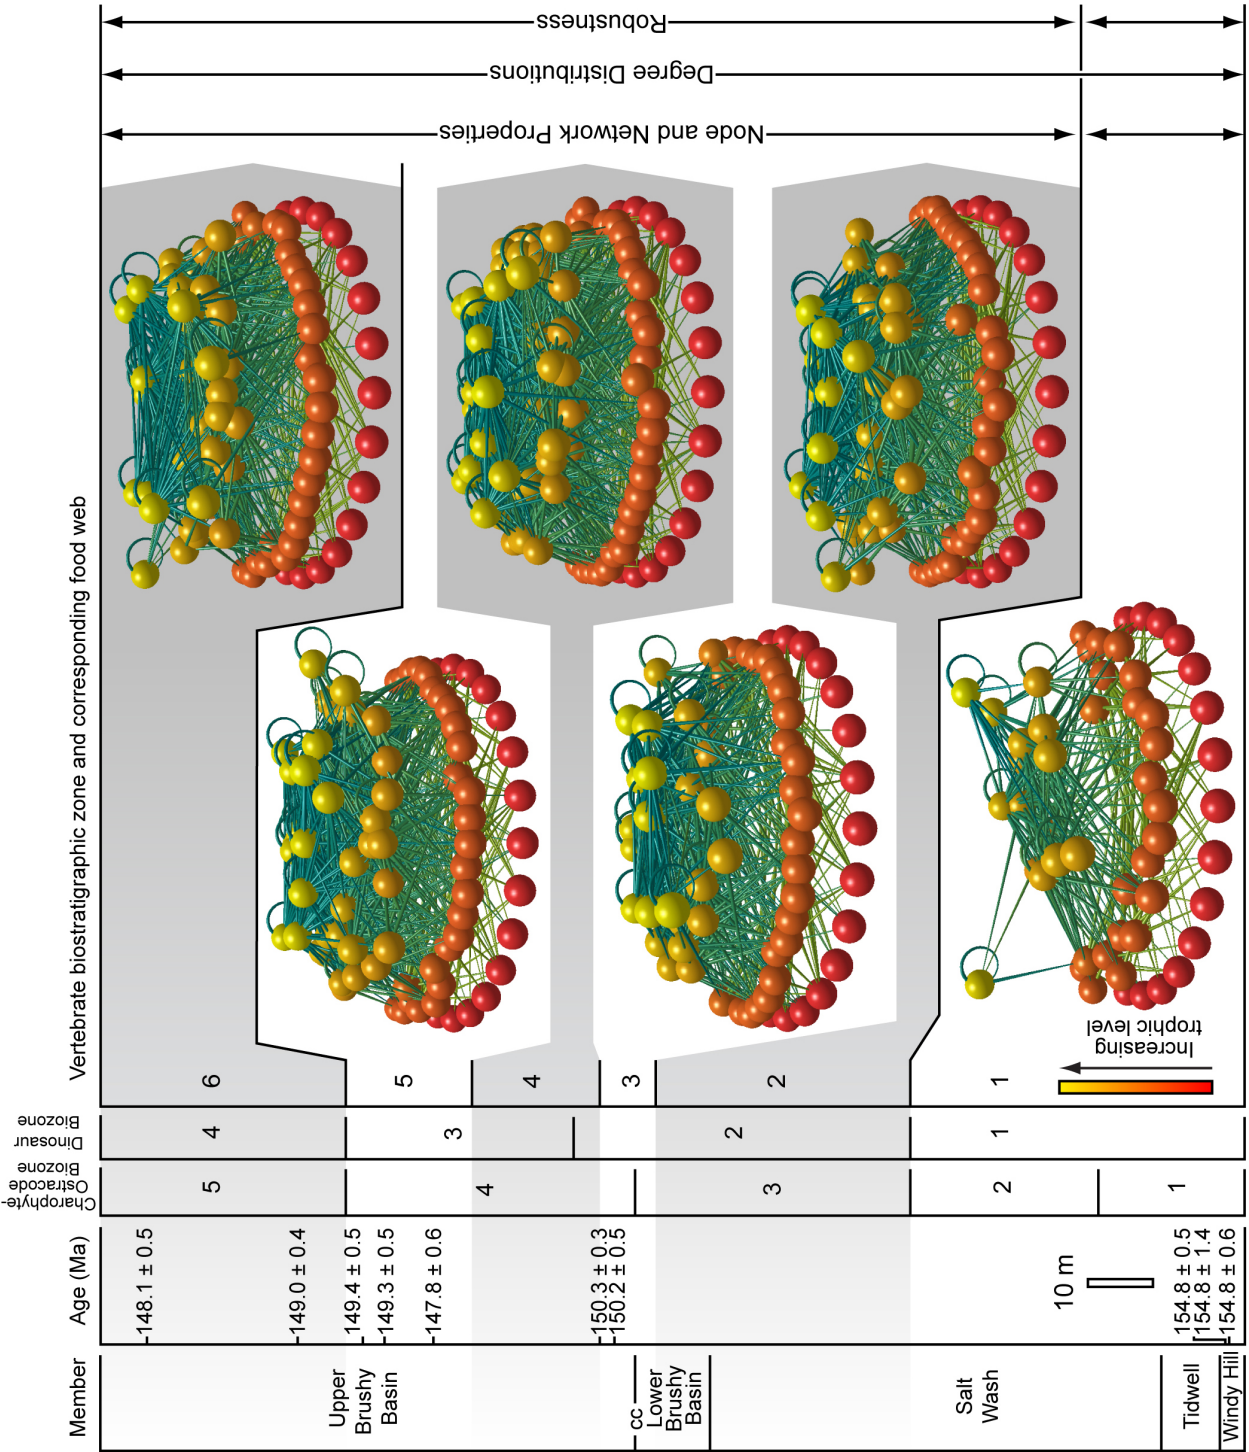 Vertebrate biostratigraphic zone and corresponding food web
Member
Age (Ma)
Charophyte-
Ostracode
Biozone
Dinosaur
Biozone
Upper
Brushy
Basin
cc
Lower
Brushy
Basin
Salt
Wash
Tidwell
Windy Hill
148.1 ± 0.5
149.0 ± 0.4
149.4 ± 0.5
149.3 ± 0.5
147.8 ± 0.6
150.3 ± 0.3
150.2 ± 0.5
154.8 ± 0.5
154.8 ± 1.4
154.8 ± 0.6
10 m
5
4
3
2
1
4
3
2
1
6
5
4
3
2
1
Increasing
trophic level
Node and Network Properties
Degree Distributions
Robustness